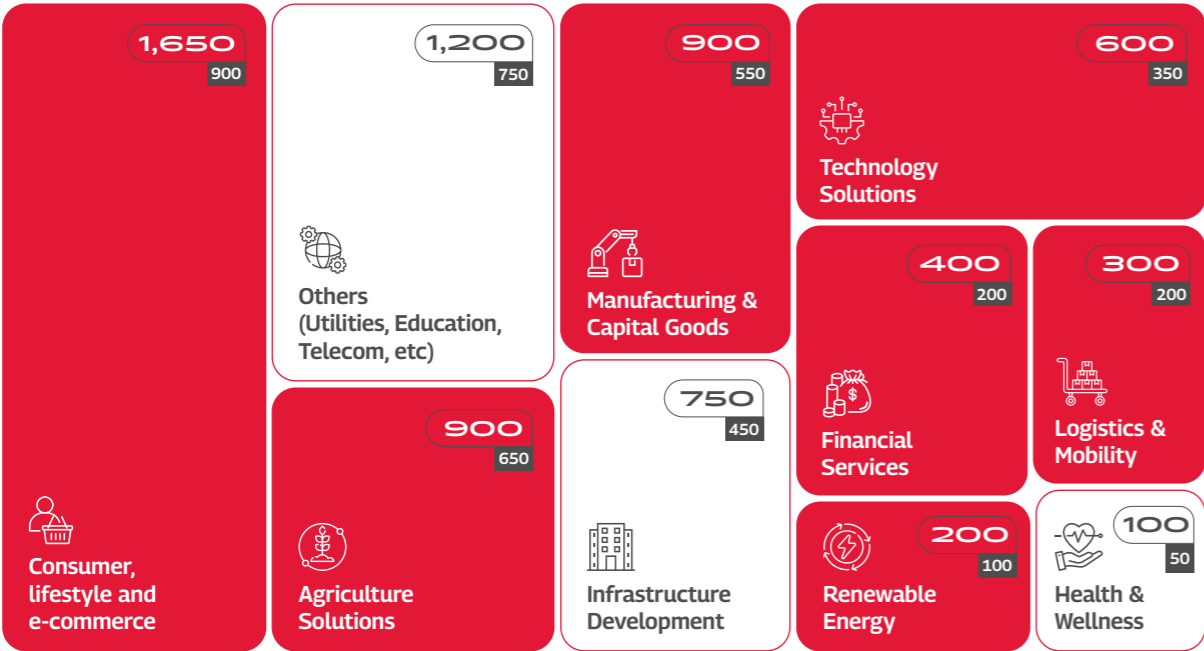 1,650
900
Consumer,
lifestyle and
e-commerce
1,200
750
Others
(Utilities, Education,
Telecom, etc)
900
650
Agriculture
Solutions
900
550
Manufacturing &
Capital Goods
750
450
Infrastructure
Development
600
350
Technology
Solutions
400
200
Financial
Services
300
200
Logistics &
Mobility
200
100
Renewable
Energy
100
50
Health &
Wellness